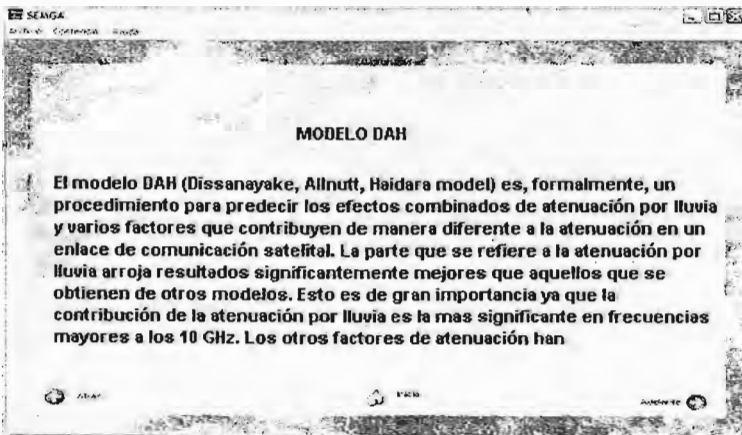 SEMGA
Archivo Contenido Ayuda
MODELO DAH
El modelo DAH (Dissanayake, Allnutt, Haidara model) es, formalmente, un
procedimiento para predecir los efectos combinados de atenuación por lluvia
y varios factores que contribuyen de manera diferente a la atenuación en un
enlace de comunicación satelital. La parte que se refiere a la atenuación por
lluvia arroja resultados significantemente mejores que aquellos que se
obtienen de otros modelos. Esto es de gran importancia ya que la
contribución de la atenuación por lluvia es la mas significante en frecuencias
mayores a los 10 GHz. Los otros factores de atenuación han
Atras Inicio Adelante